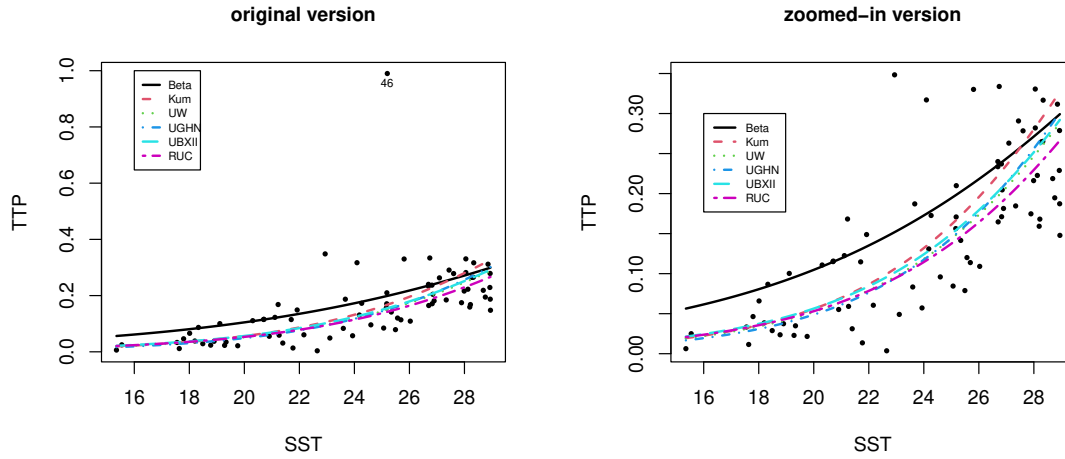 original version
TTP
1.0
0.8
0.6
0.4
0.2
0.0
Beta
Kum
UW
UGHN
UBXII
RUC
46
16 18 20 22 24 26 28
SST
zoomed−in version
TTP
0.30
0.20
0.10
0.00
Beta
Kum
UW
UGHN
UBXII
RUC
16 18 20 22 24 26 28
SST